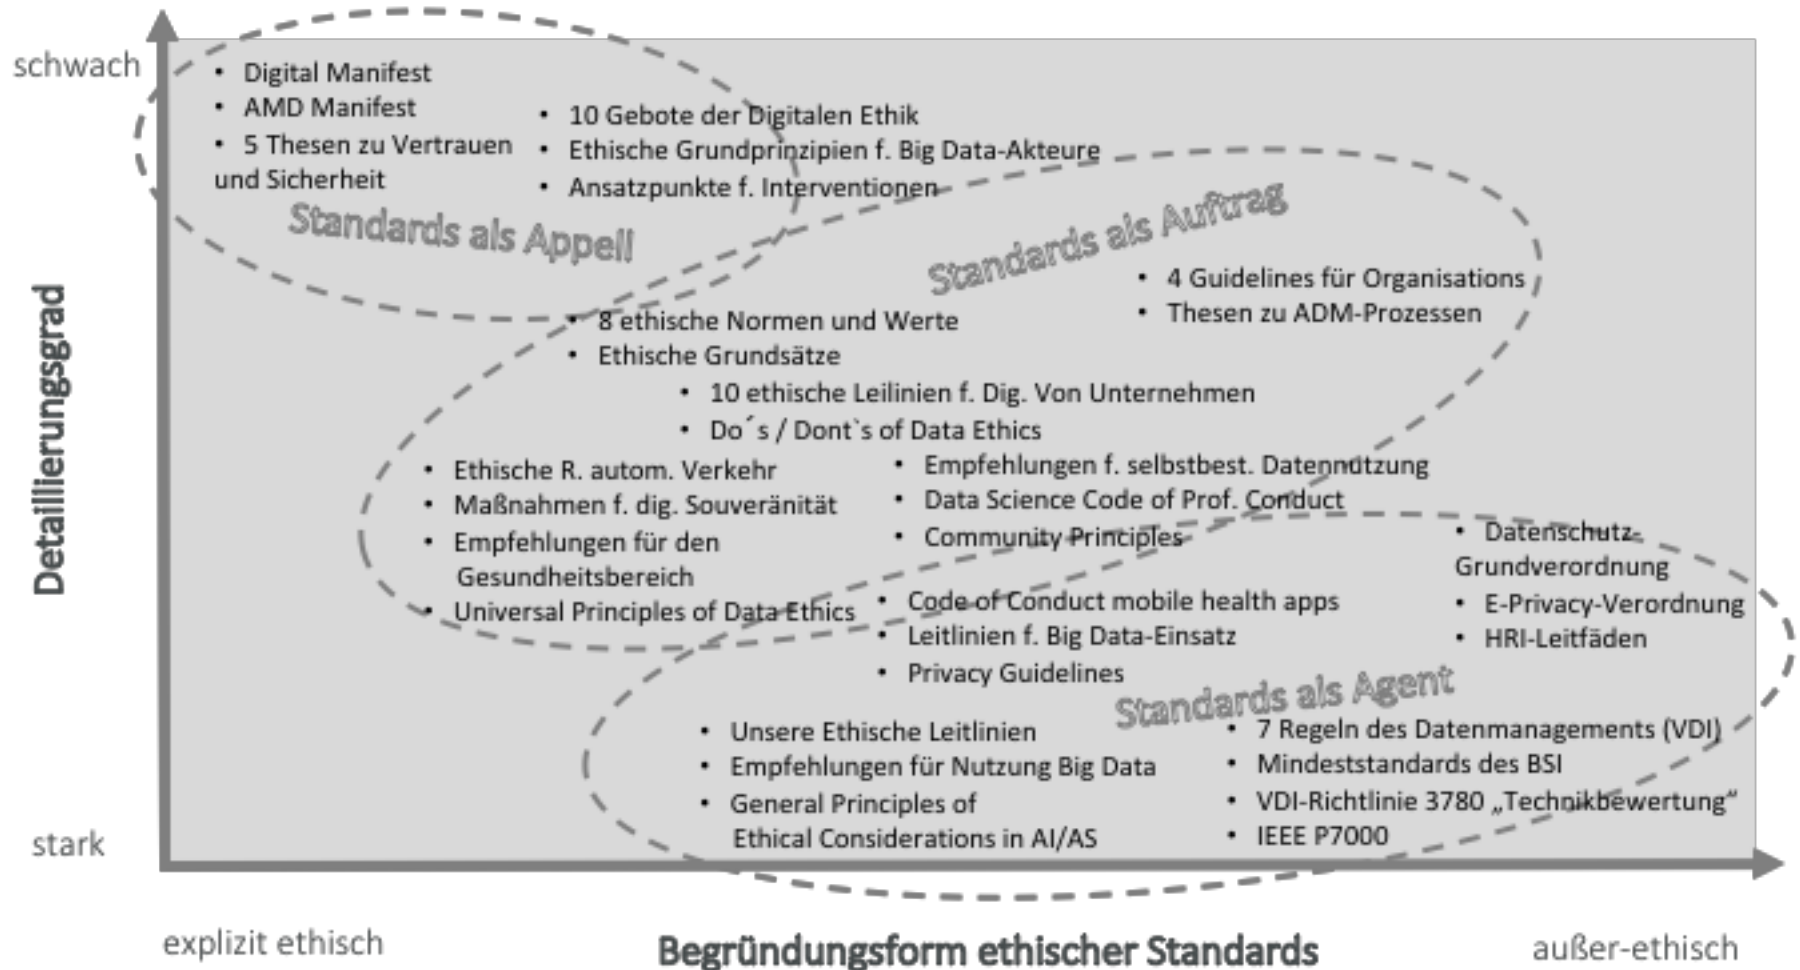 schwach
• Digital Manifest
• AMD Manifest
• 5 Thesen zu Vertrauen
und Sicherheit
• 10 Gebote der Digitalen Ethik
• Ethische Grundprinzipien f. Big Data-Akteure
• Ansatzpunkte f. Interventionen
Standards als Appell
Standards als Auftrag
• 4 Guidelines für Organisations
• Thesen zu ADM-Prozessen
• 8 ethische Normen und Werte
• Ethische Grundsätze
• 10 ethische Leilinien f. Dig. Von Unternehmen
• Do´s / Dont`s of Data Ethics
Detaillierungsgrad
• Ethische R. autom. Verkehr
• Maßnahmen f. dig. Souveränität
• Empfehlungen für den
Gesundheitsbereich
• Universal Principles of Data Ethics
• Empfehlungen f. selbstbest. Datennutzung
• Data Science Code of Prof. Conduct
• Community Principles
• Datenschutz-
Grundverordnung
• E-Privacy-Verordnung
• HRI-Leitfäden
• Code of Conduct mobile health apps
• Leitlinien f. Big Data-Einsatz
• Privacy Guidelines
Standards als Agent
• Unsere Ethische Leitlinien
• Empfehlungen für Nutzung Big Data
• General Principles of
Ethical Considerations in AI/AS
• 7 Regeln des Datenmanagements (VDI)
• Mindeststandards des BSI
• VDI-Richtlinie 3780 „Technikbewertung“
• IEEE P7000
stark
explizit ethisch
Begründungsform ethischer Standards
außer-ethisch